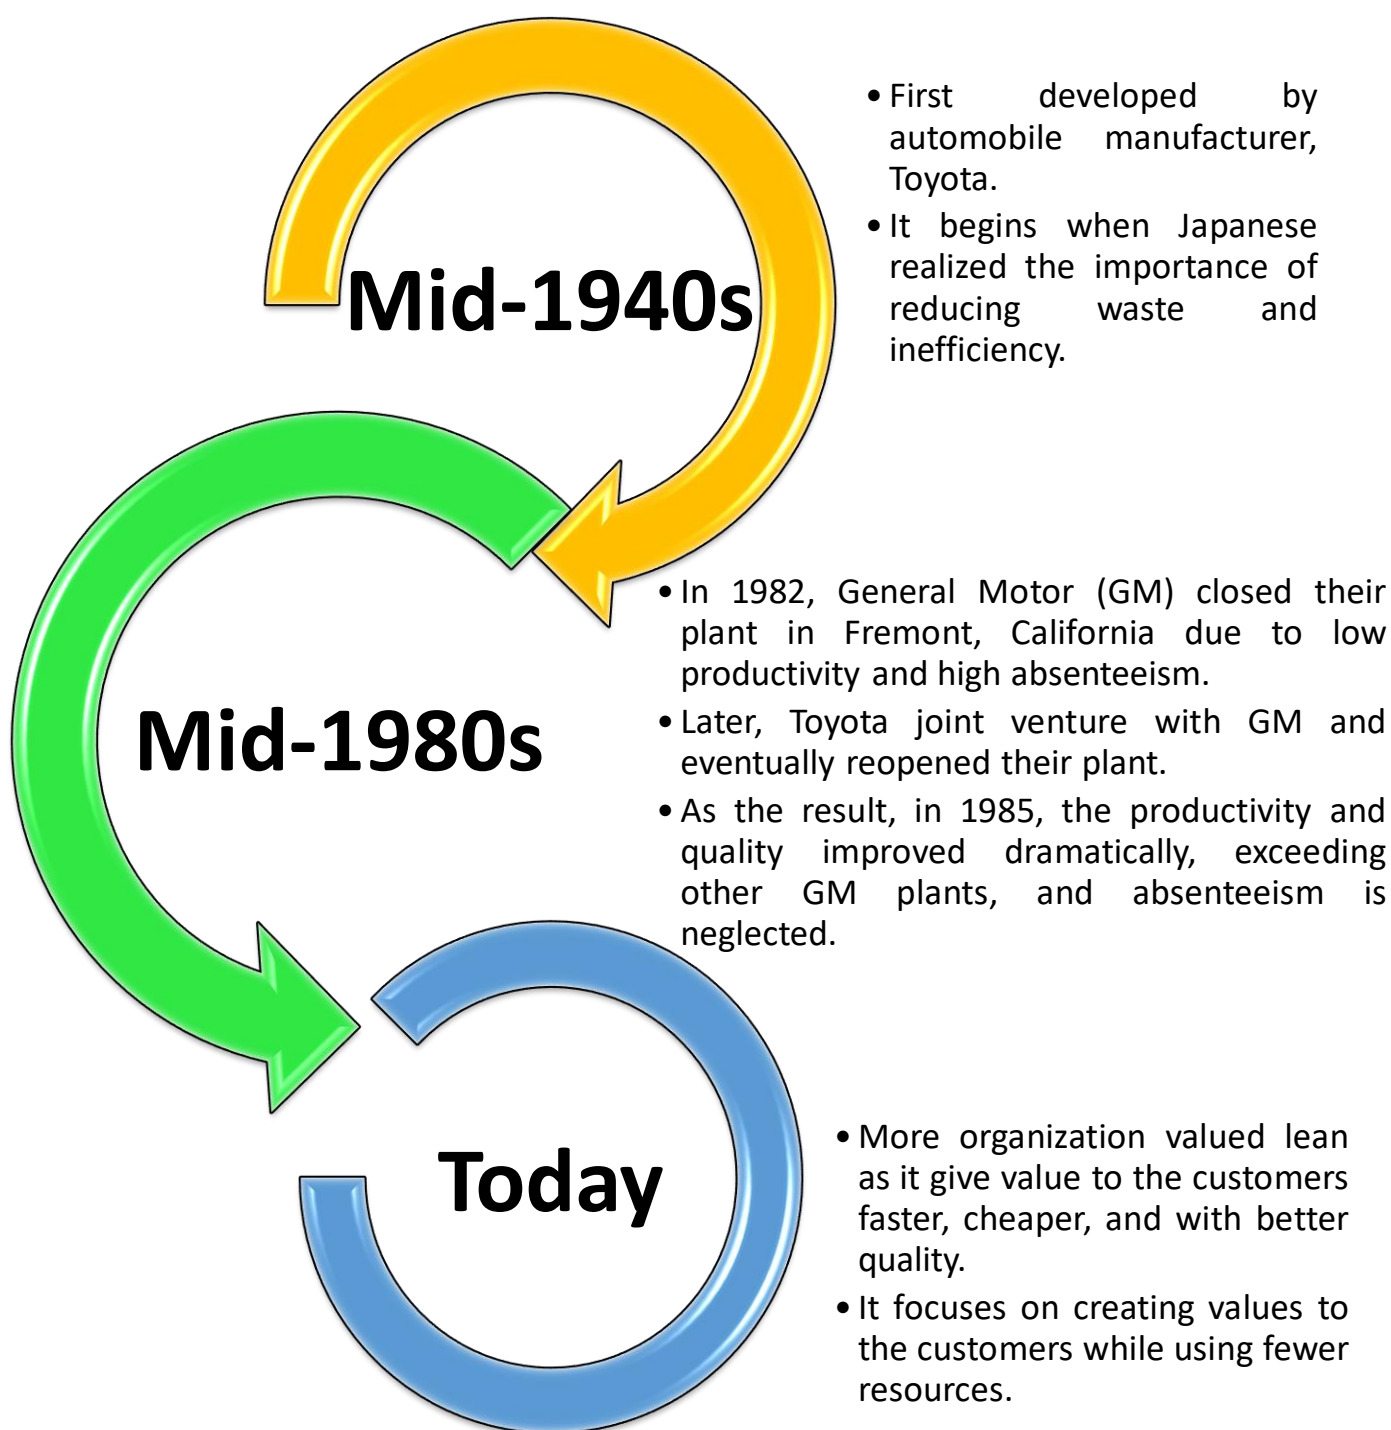 Mid-1940s
• First developed by
automobile manufacturer,
Toyota.
• It begins when Japanese
realized the importance of
reducing waste and
inefficiency.
Mid-1980s
• In 1982, General Motor (GM) closed their
plant in Fremont, California due to low
productivity and high absenteeism.
• Later, Toyota joint venture with GM and
eventually reopened their plant.
• As the result, in 1985, the productivity and
quality improved dramatically, exceeding
other GM plants, and absenteeism is
neglected.
Today
• More organization valued lean
as it give value to the customers
faster, cheaper, and with better
quality.
• It focuses on creating values to
the customers while using fewer
resources.